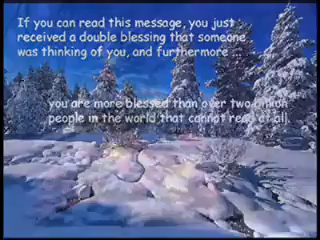 If you can read this message, you just
received a double blessing that someone
was thinking of you, and furthermore ...
you are more blessed than over two billion
people in the world that cannot read at all.